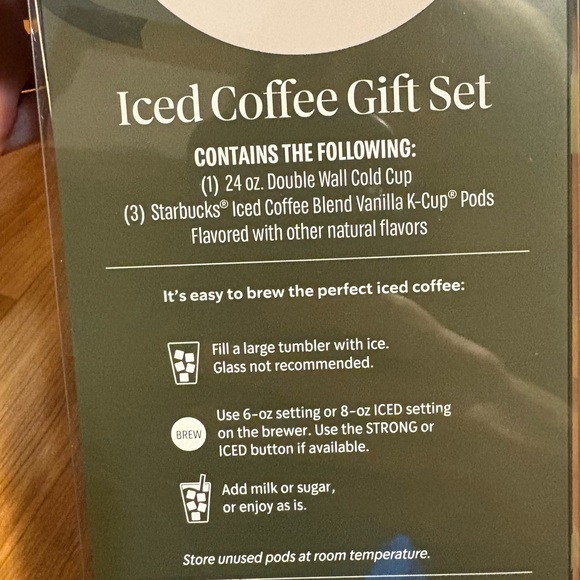 Iced Coffee Gift Set
CONTAINS THE FOLLOWING:
(1) 24 oz. Double Wall Cold Cup
(3) Starbucks® Iced Coffee Blend Vanilla K-Cup® Pods
Flavored with other natural flavors
It's easy to brew the perfect iced coffee:
Fill a large tumbler with ice.
Glass not recommended.
BREW
Use 6-oz setting or 8-oz ICED setting
on the brewer. Use the STRONG or
ICED button if available.
Add milk or sugar,
or enjoy as is.
Store unused pods at room temperature.